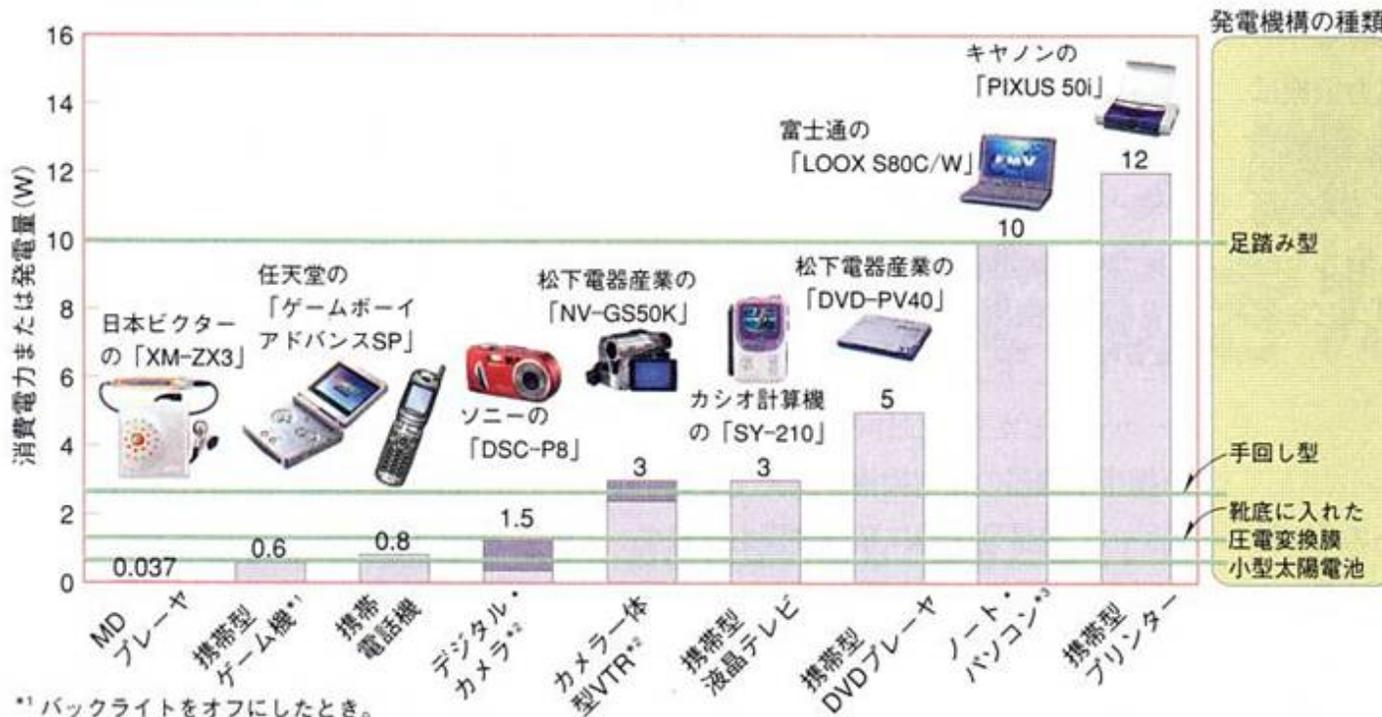 発電機構の種類
16
14
12
10
8
6
4
2
0
消費電力または発電量(W)
日本ビクター
の「XM-ZX3」
任天堂の
「ゲームボーイ
アドバンスSP」
ソニーの
「DSC-P8」
松下電器産業の
「NV-GS50K」
カシオ計算機
の「SY-210」
松下電器産業の
「DVD-PV40」
富士通の
「LOOX S80C/W」
キヤノンの
「PIXUS 50i」
FMV
0.037
0.6
0.8
1.5
3
3
5
10
12
足踏み型
手回し型
靴底に入れた
圧電変換膜
小型太陽電池
MD
プレーヤ
携帯型
ゲーム機*1
携帯
電話機
デジタル・
カメラ*2
カメラ一体
型VTR*2
携帯型
液晶テレビ
携帯型
DVDプレーヤ
ノート・
パソコン*3
携帯型
プリンター
*1 バックライトをオフにしたとき。